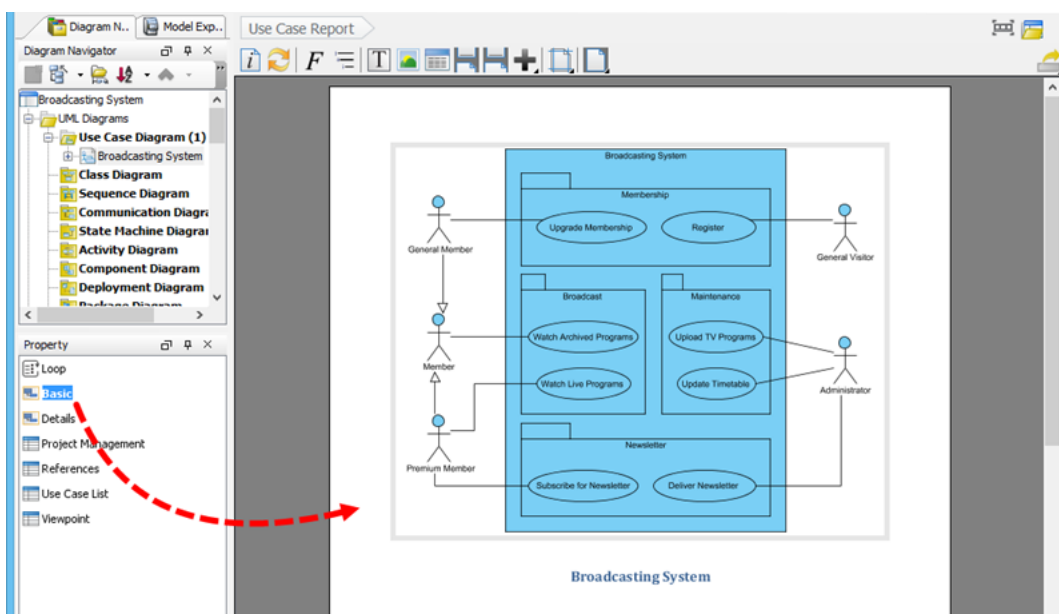 Diagram N..
Model Exp..
Use Case Report
Diagram Navigator
Broadcasting System
UML Diagrams
Use Case Diagram (1)
Broadcasting System
Class Diagram
Sequence Diagram
Communication Diagra
State Machine Diagrar
Activity Diagram
Component Diagram
Deployment Diagram
Package Diagram
Property
Loop
Basic
Details
Project Management
References
Use Case List
Viewpoint
Broadcasting System
Membership
Upgrade Membership
Register
General Member
General Visitor
Broadcast
Maintenance
Watch Archived Programs
Upload TV Programs
Member
Watch Live Programs
Update Timetable
Administrator
Newsletter
Premium Member
Subscribe for Newsletter
Deliver Newsletter
Broadcasting System